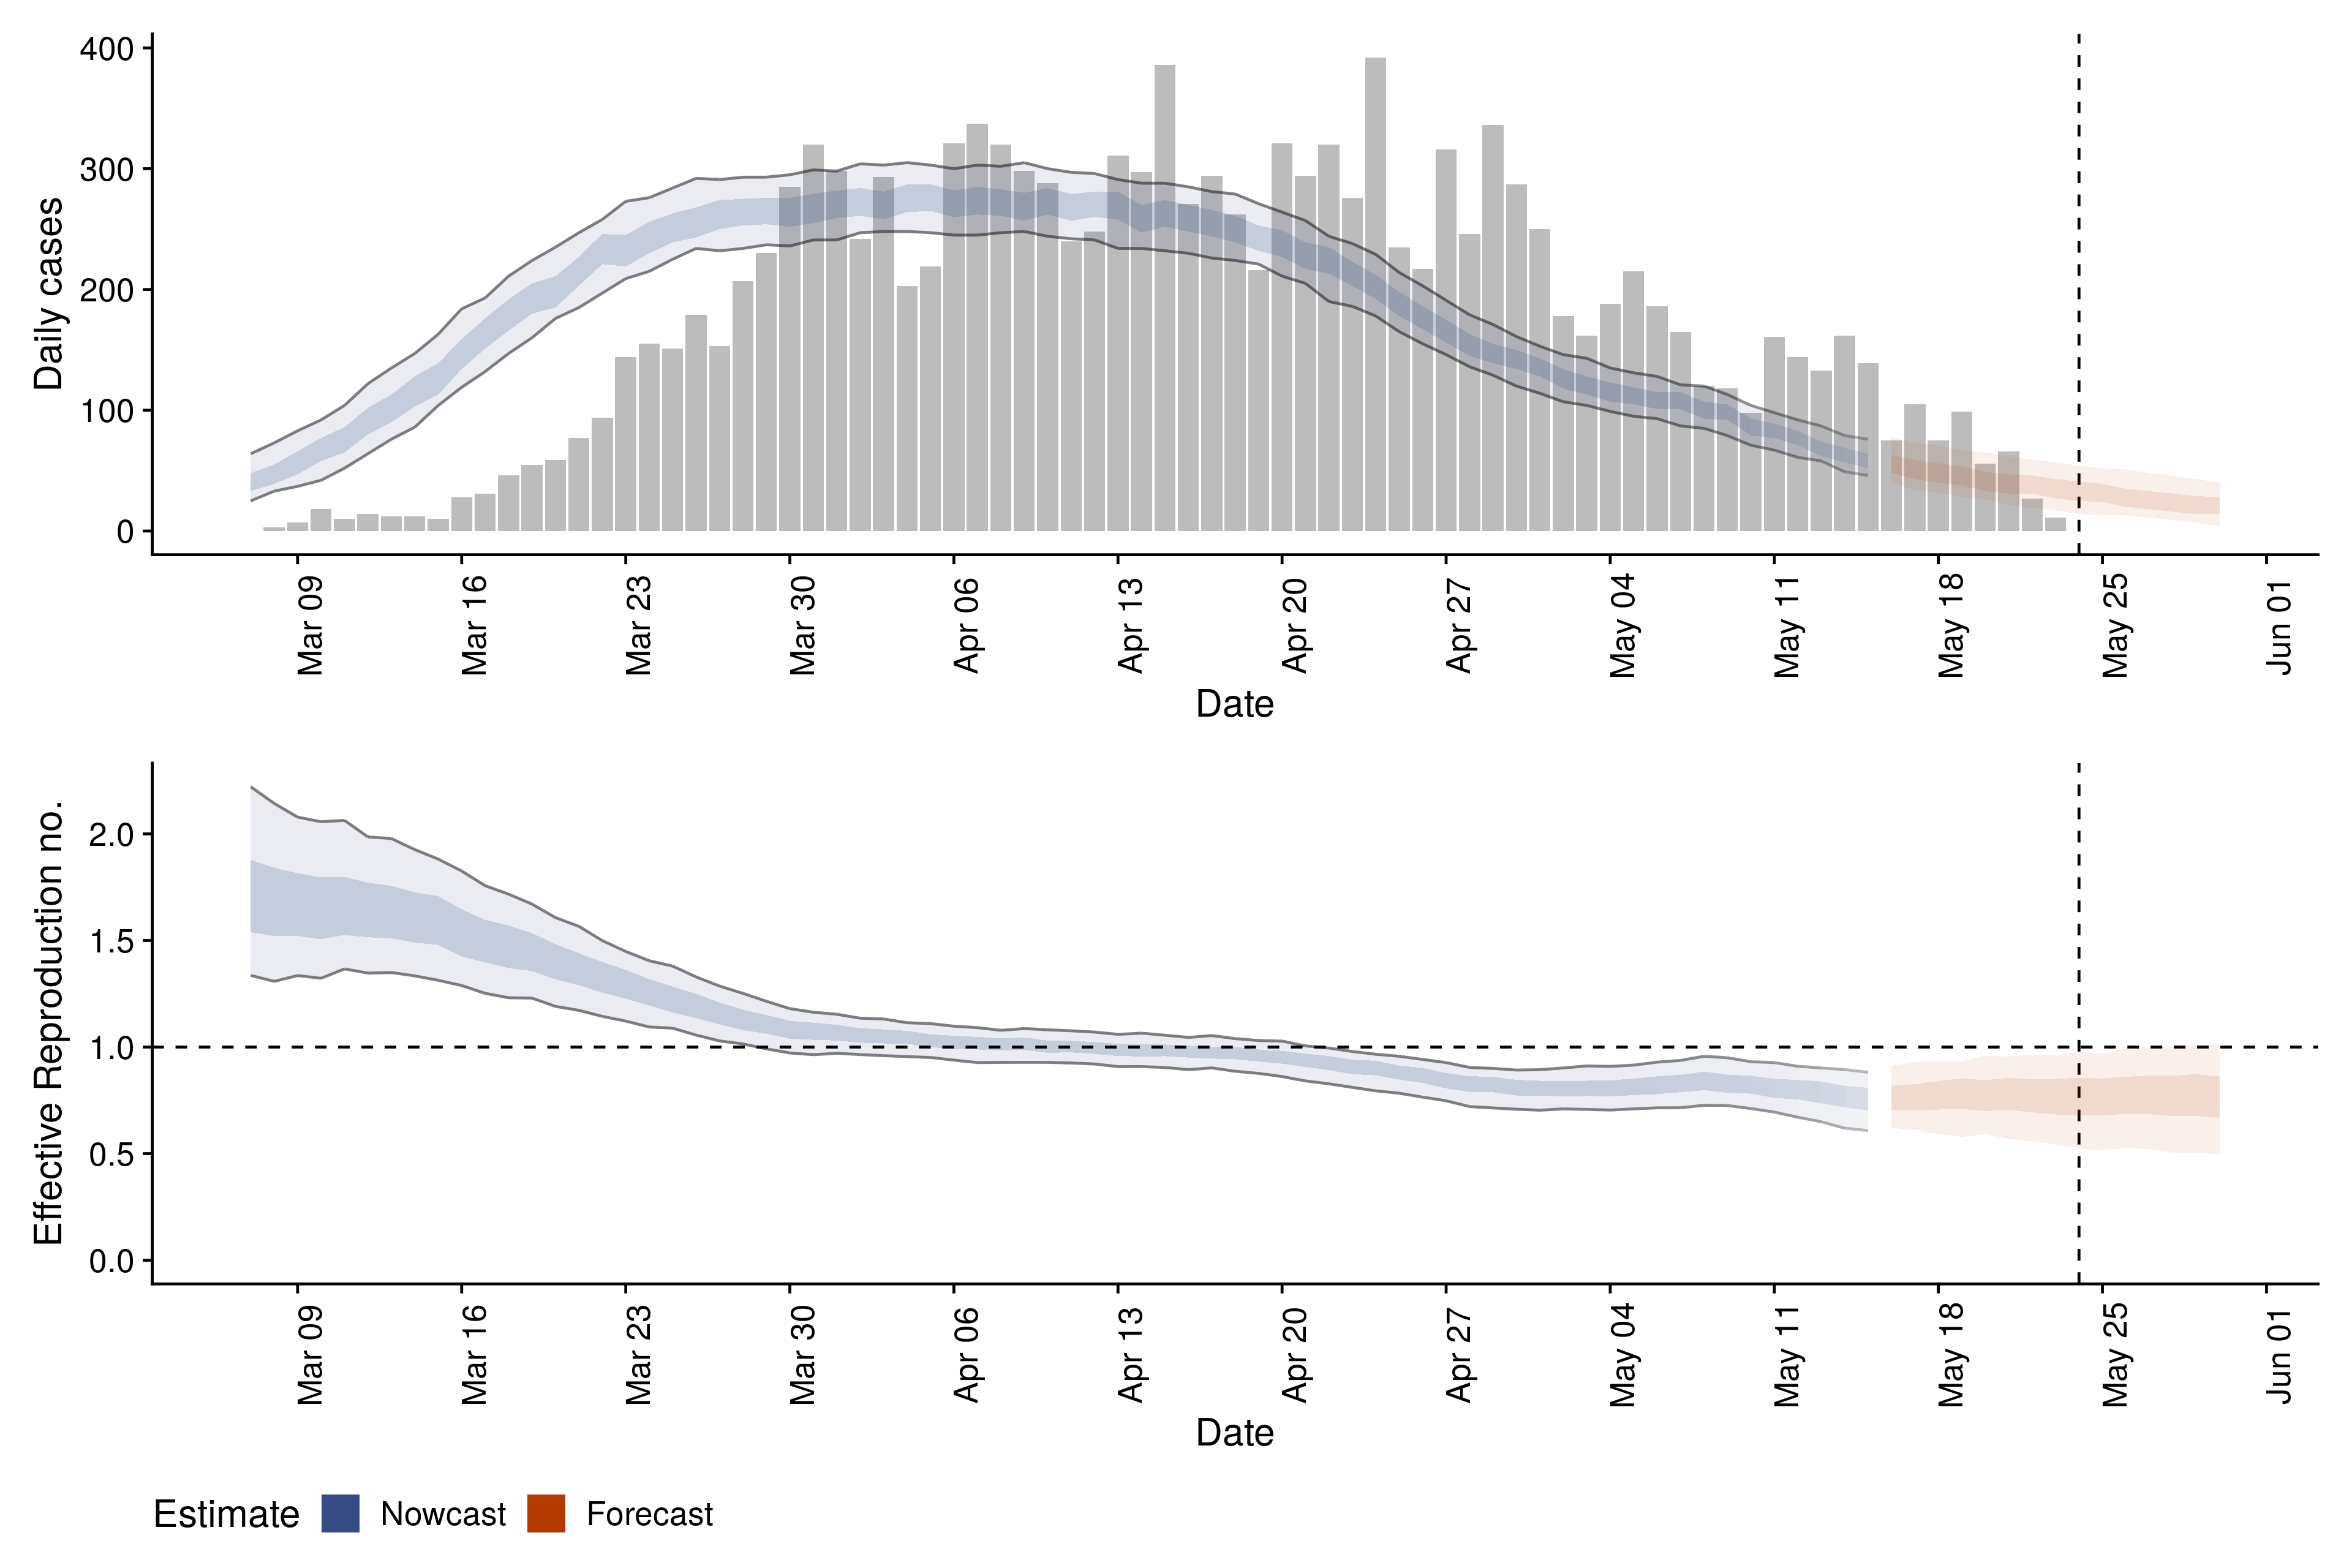 400
300
200
100
0
Daily cases
Mar 09
Mar 16
Mar 23
Mar 30
Apr 06
Apr 13
Apr 20
Apr 27
May 04
May 11
May 18
May 25
Jun 01
Date
2.0
1.5
1.0
0.5
0.0
Effective Reproduction no.
Mar 09
Mar 16
Mar 23
Mar 30
Apr 06
Apr 13
Apr 20
Apr 27
May 04
May 11
May 18
May 25
Jun 01
Date
Estimate Nowcast Forecast